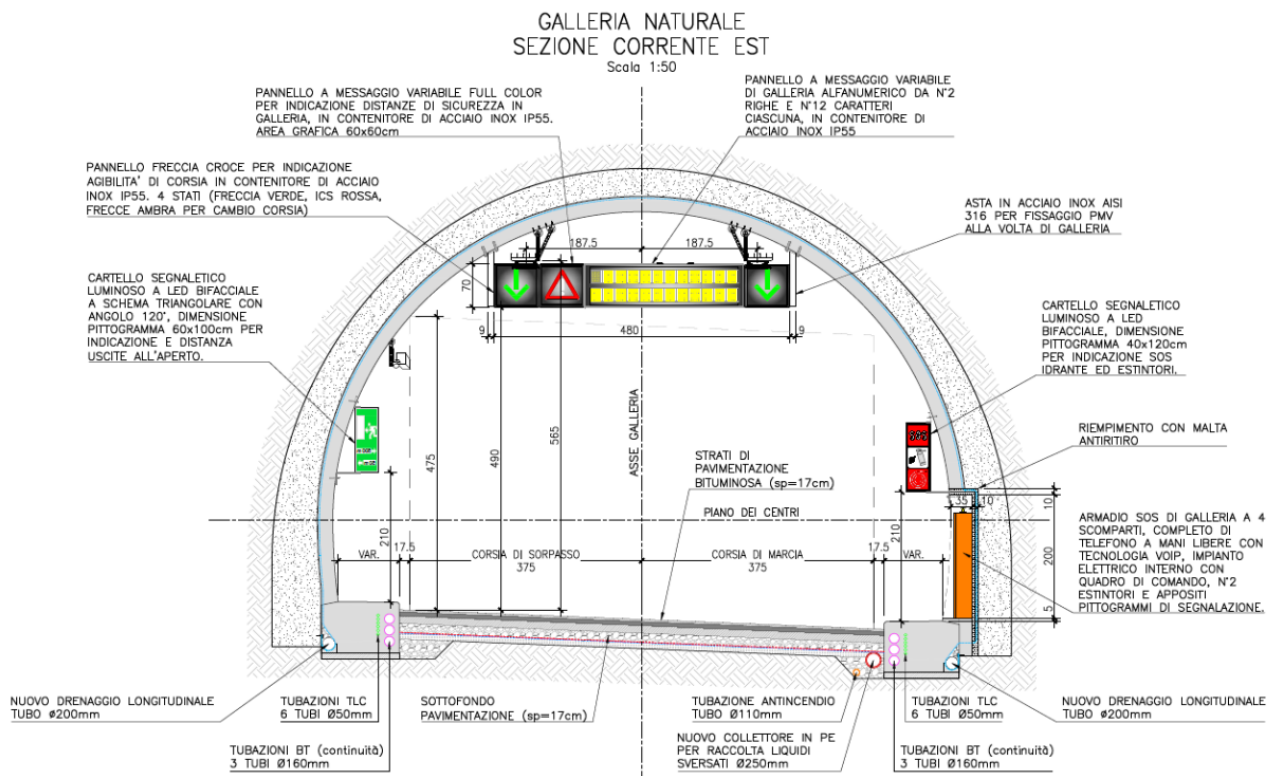 GALLERIA NATURALE
SEZIONE CORRENTE EST
Scala 1:50
PANNELLO A MESSAGGIO VARIABILE FULL COLOR
PER INDICAZIONE DISTANZE DI SICUREZZA IN
GALLERIA, IN CONTENITORE DI ACCIAIO INOX IP55.
AREA GRAFICA 60x60cm
PANNELLO A MESSAGGIO VARIABILE
DI GALLERIA ALFANUMERICO DA N°2
RIGHE E N°12 CARATTERI
CIASCUNA, IN CONTENITORE DI
ACCIAIO INOX IP55
PANNELLO FRECCIA CROCE PER INDICAZIONE
AGIBILITA' DI CORSIA IN CONTENITORE DI ACCIAIO
INOX IP55. 4 STATI (FRECCIA VERDE, ICS ROSSA,
FRECCE AMBRA PER CAMBIO CORSIA)
ASTA IN ACCIAIO INOX AISI
316 PER FISSAGGIO PMV
ALLA VOLTA DI GALLERIA
187.5
187.5
CARTELLO SEGNALETICO
LUMINOSO A LED BIFACCIALE
A SCHEMA TRIANGOLARE CON
ANGOLO 120°, DIMENSIONE
PITTOGRAMMA 60x100cm PER
INDICAZIONE E DISTANZA
USCITE ALL'APERTO.
70
9
480
9
CARTELLO SEGNALETICO
LUMINOSO A LED
BIFACCIALE, DIMENSIONE
PITTOGRAMMA 40x120cm
PER INDICAZIONE SOS
IDRANTE ED ESTINTORI.
475
490
565
ASSE GALLERIA
RIEMPIMENTO CON MALTA
ANTIRITIRO
STRATI DI
PAVIMENTAZIONE
BITUMINOSA (sp=17cm)
PIANO DEI CENTRI
210
210
35
10
10
200
5
ARMADIO SOS DI GALLERIA A 4
SCOMPARTI, COMPLETO DI
TELEFONO A MANI LIBERE CON
TECNOLOGIA VOIP, IMPIANTO
ELETTRICO INTERNO CON
QUADRO DI COMANDO, N°2
ESTINTORI E APPOSITI
PITTOGRAMMI DI SEGNALAZIONE.
VAR.
17.5
CORSIA DI SORPASSO
375
CORSIA DI MARCIA
375
17.5
VAR.
NUOVO DRENAGGIO LONGITUDINALE
TUBO ø200mm
TUBAZIONI TLC
6 TUBI Ø50mm
SOTTOFONDO
PAVIMENTAZIONE (sp=17cm)
TUBAZIONE ANTINCENDIO
TUBO Ø110mm
TUBAZIONI TLC
6 TUBI Ø50mm
NUOVO DRENAGGIO LONGITUDINALE
TUBO ø200mm
TUBAZIONI BT (continuità)
3 TUBI Ø160mm
NUOVO COLLETTORE IN PE
PER RACCOLTA LIQUIDI
SVERSATI Ø250mm
TUBAZIONI BT (continuità)
3 TUBI Ø160mm